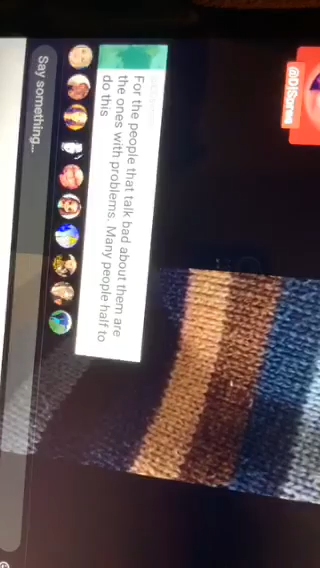 @DJSorea
For the people that talk bad about them are
the ones with problems. Many people half to
do this
Say something...